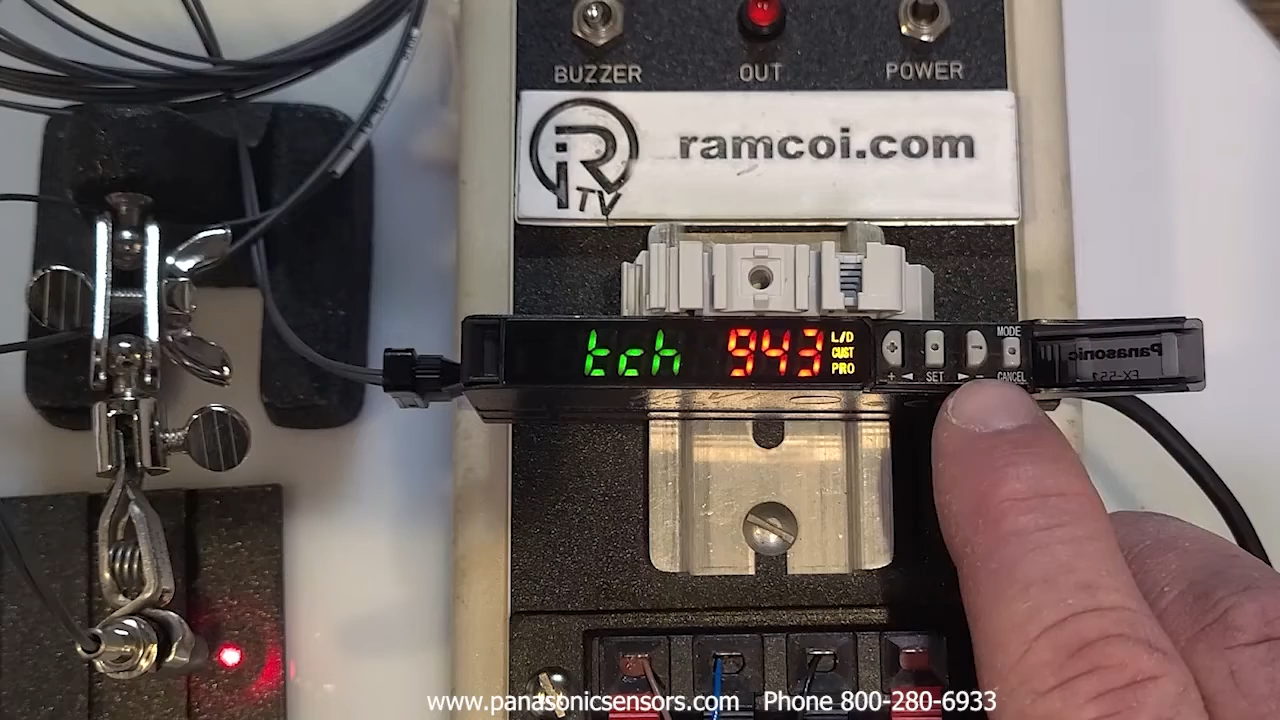 BUZZER OUT POWER
iR TV ramcoi.com
MODE
tch 943 L/D CUST PRO
+ ◄ SET ► − CANCEL
Panasonic
FX-551
www.panasonicsensors.com Phone 800-280-6933